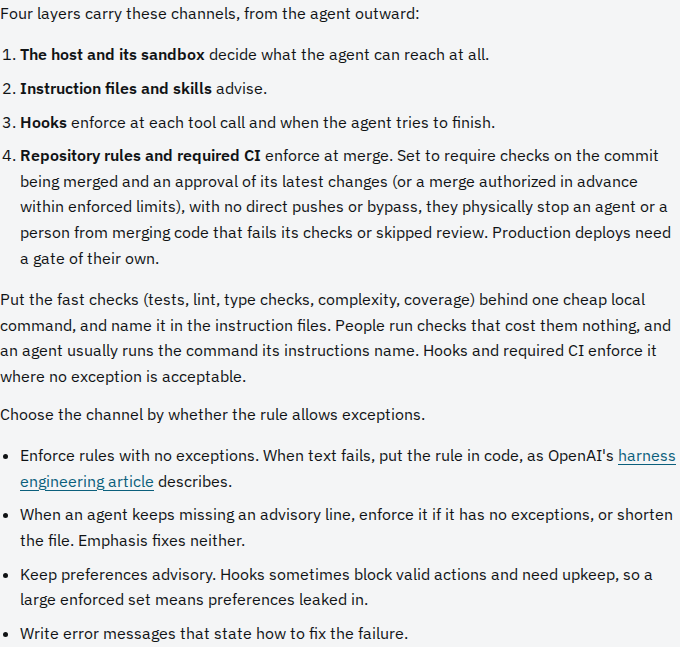 Four layers carry these channels, from the agent outward:
1. The host and its sandbox decide what the agent can reach at all.
2. Instruction files and skills advise.
3. Hooks enforce at each tool call and when the agent tries to finish.
4. Repository rules and required CI enforce at merge. Set to require checks on the commit
being merged and an approval of its latest changes (or a merge authorized in advance
within enforced limits), with no direct pushes or bypass, they physically stop an agent or a
person from merging code that fails its checks or skipped review. Production deploys need
a gate of their own.
Put the fast checks (tests, lint, type checks, complexity, coverage) behind one cheap local
command, and name it in the instruction files. People run checks that cost them nothing, and
an agent usually runs the command its instructions name. Hooks and required CI enforce it
where no exception is acceptable.
Choose the channel by whether the rule allows exceptions.
• Enforce rules with no exceptions. When text fails, put the rule in code, as OpenAI's harness
engineering article describes.
• When an agent keeps missing an advisory line, enforce it if it has no exceptions, or shorten
the file. Emphasis fixes neither.
• Keep preferences advisory. Hooks sometimes block valid actions and need upkeep, so a
large enforced set means preferences leaked in.
• Write error messages that state how to fix the failure.